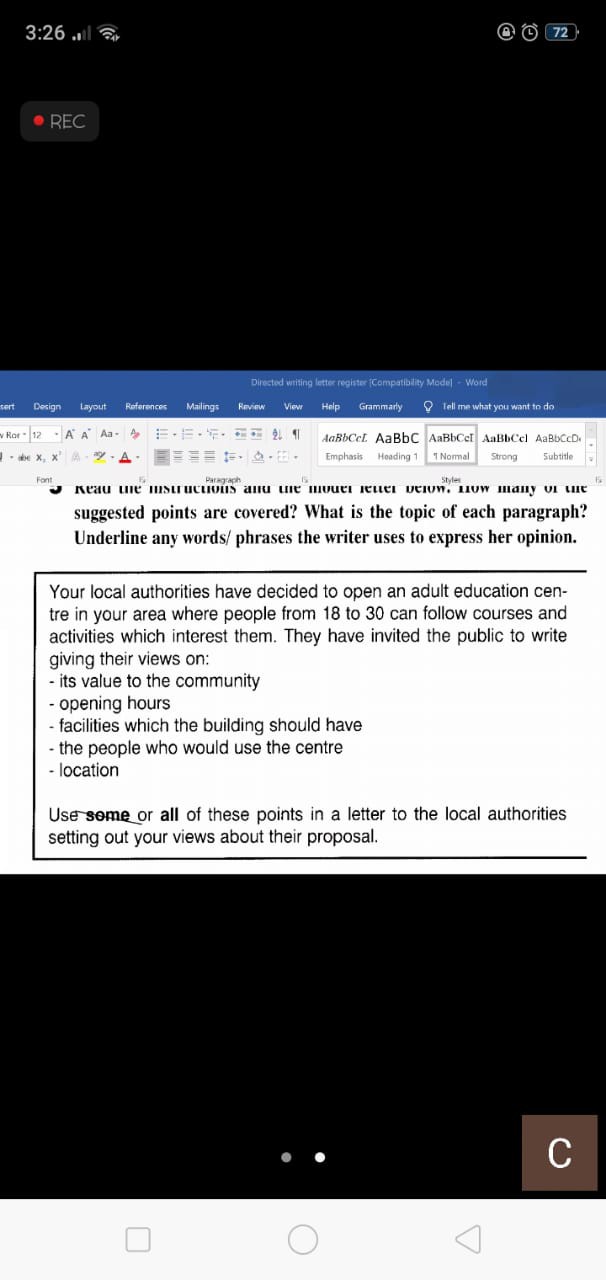 3:26
72
REC
Directed writing letter register [Compatibility Mode] - Word
sert Design Layout References Mailings Review View Help Grammarly Tell me what you want to do
w Ror 12 A A Aa A
AaBbCcI AaBbC AaBbCcI AaBbCcl AaBbCcD
abc X, X' A A
Emphasis Heading 1 ¶ Normal Strong Subtitle
Font Paragraph Styles
Read the instructions and the model letter below. How many of the
suggested points are covered? What is the topic of each paragraph?
Underline any words/ phrases the writer uses to express her opinion.
Your local authorities have decided to open an adult education cen-
tre in your area where people from 18 to 30 can follow courses and
activities which interest them. They have invited the public to write
giving their views on:
- its value to the community
- opening hours
- facilities which the building should have
- the people who would use the centre
- location
Use some or all of these points in a letter to the local authorities
setting out your views about their proposal.
C